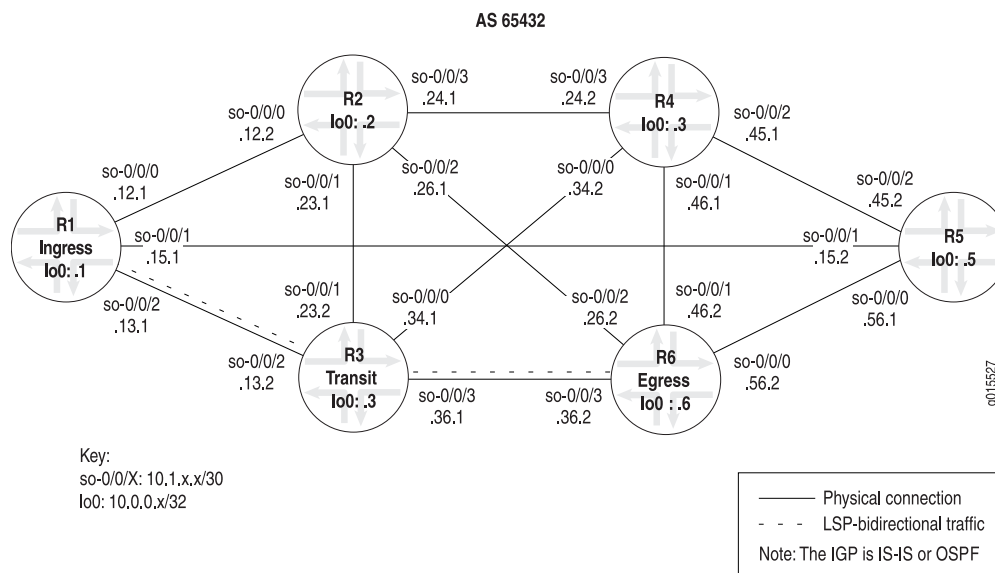 AS 65432
R2
lo0: .2
so-0/0/3
.24.1
so-0/0/3
.24.2
R4
lo0: .3
so-0/0/2
.45.1
so-0/0/0
.12.2
so-0/0/0
.12.1
so-0/0/1
.23.1
so-0/0/2
.26.1
so-0/0/0
.34.2
so-0/0/1
.46.1
so-0/0/2
.45.2
R1
Ingress
lo0: .1
so-0/0/1
.15.1
so-0/0/1
.15.2
R5
lo0: .5
so-0/0/2
.13.1
so-0/0/1
.23.2
so-0/0/0
.34.1
so-0/0/2
.26.2
so-0/0/1
.46.2
so-0/0/0
.56.1
so-0/0/2
.13.2
R3
Transit
lo0: .3
so-0/0/3
.36.1
so-0/0/3
.36.2
R6
Egress
lo0 : .6
so-0/0/0
.56.2
g015527
Key:
so-0/0/X: 10.1.x.x/30
lo0: 10.0.0.x/32
Physical connection
LSP-bidirectional traffic
Note: The IGP is IS-IS or OSPF